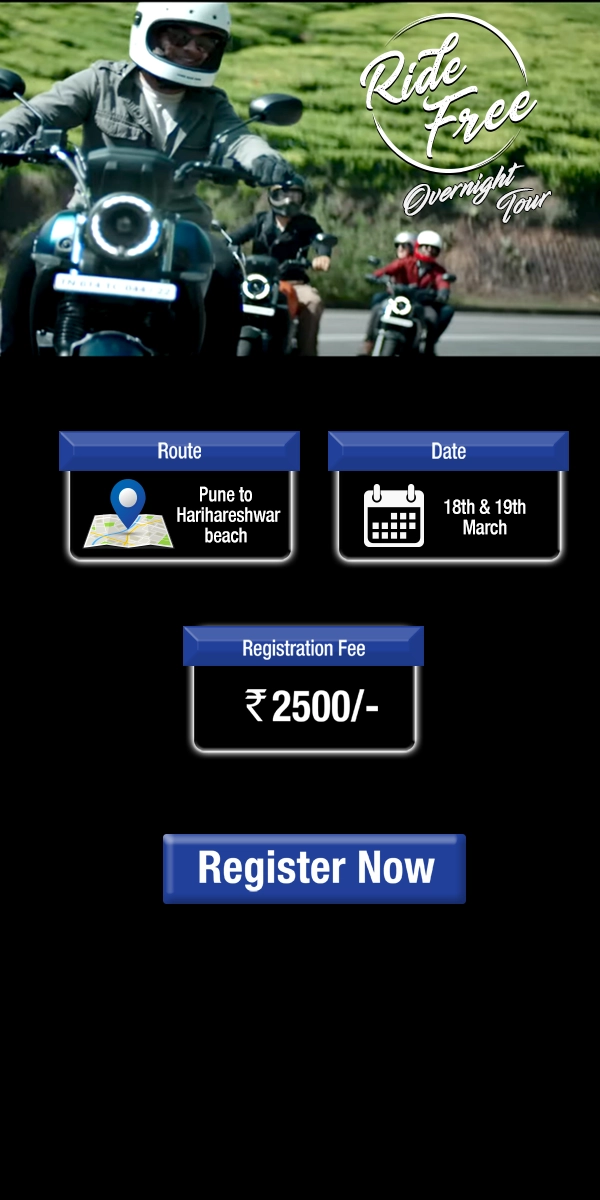 Ride
Free
Overnight
Tour
Route
Pune to
Harihareshwar
beach
Date
18th & 19th
March
Registration Fee
₹2500/-
Register Now